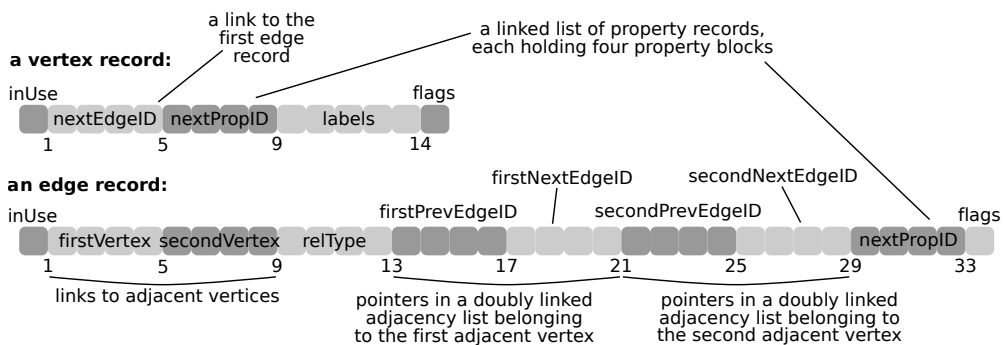 a link to the
first edge
record
a linked list of property records,
each holding four property blocks
a vertex record:
inUse
flags
nextEdgeID nextPropID labels
1 5 9 14
an edge record:
firstNextEdgeID secondNextEdgeID
inUse
firstPrevEdgeID secondPrevEdgeID
flags
firstVertex secondVertex relType nextPropID
1 5 9 13 17 21 25 29 33
links to adjacent vertices
pointers in a doubly linked
adjacency list belonging
to the first adjacent vertex
pointers in a doubly linked
adjacency list belonging to
the second adjacent vertex